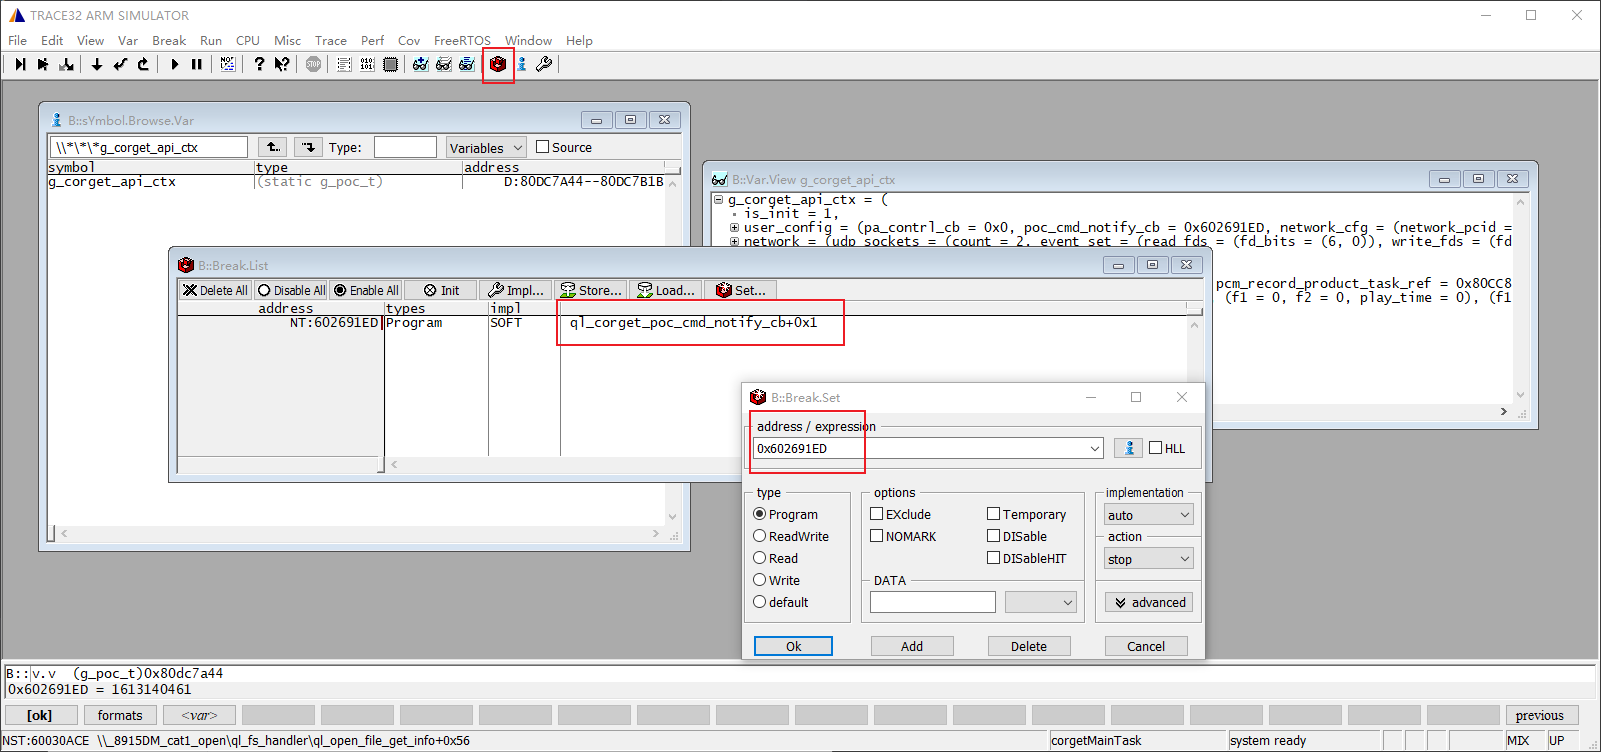 TRACE32 ARM SIMULATOR
File Edit View Var Break Run CPU Misc Trace Perf Cov FreeRTOS Window Help
B::sYmbol.Browse.Var
\\*\*\*g_corget_api_ctx Type: Variables Source
symbol type address
g_corget_api_ctx (static g_poc_t) D:80DC7A44--80DC7B1B
B::Var.View g_corget_api_ctx
g_corget_api_ctx = (
is_init = 1,
user_config = (pa_contrl_cb = 0x0, poc_cmd_notify_cb = 0x602691ED, network_cfg = (network_pcid =
network = (udp_sockets = (count = 2, event_set = (read_fds = (fd_bits = (6, 0)), write_fds = (fd
pcm_record_product_task_ref = 0x80CC8
(f1 = 0, f2 = 0, play_time = 0), (f1
B::Break.List
Delete All Disable All Enable All Init Impl... Store... Load... Set...
address types impl
NT:602691ED Program SOFT ql_corget_poc_cmd_notify_cb+0x1
B::Break.Set
address / expression
0x602691ED HLL
type options implementation
Program EXclude Temporary auto
ReadWrite NOMARK DISable action
Read DISableHIT stop
Write DATA
default advanced
Ok Add Delete Cancel
B::v.v (g_poc_t)0x80dc7a44
0x602691ED = 1613140461
[ok] formats <var> previous
NST:60030ACE \\_8915DM_cat1_open\ql_fs_handler\ql_open_file_get_info+0x56 corgetMainTask system ready MIX UP